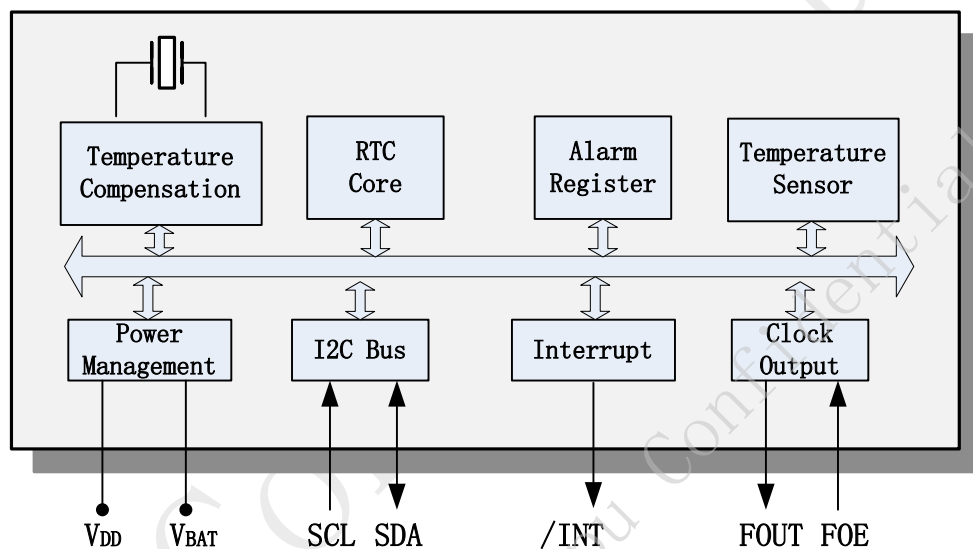 Temperature
Compensation
RTC
Core
Alarm
Register
Temperature
Sensor
Power
Management
I2C Bus
Interrupt
Clock
Output
VDD
VBAT
SCL
SDA
/INT
FOUT
FOE
Confidential